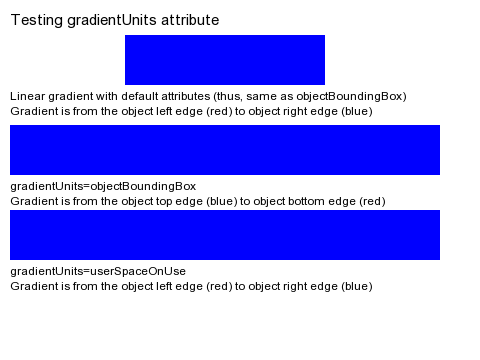 Testing gradientUnits attribute
Linear gradient with default attributes (thus, same as objectBoundingBox)
Gradient is from the object left edge (red) to object right edge (blue)
gradientUnits=objectBoundingBox
Gradient is from the object top edge (blue) to object bottom edge (red)
gradientUnits=userSpaceOnUse
Gradient is from the object left edge (red) to object right edge (blue)